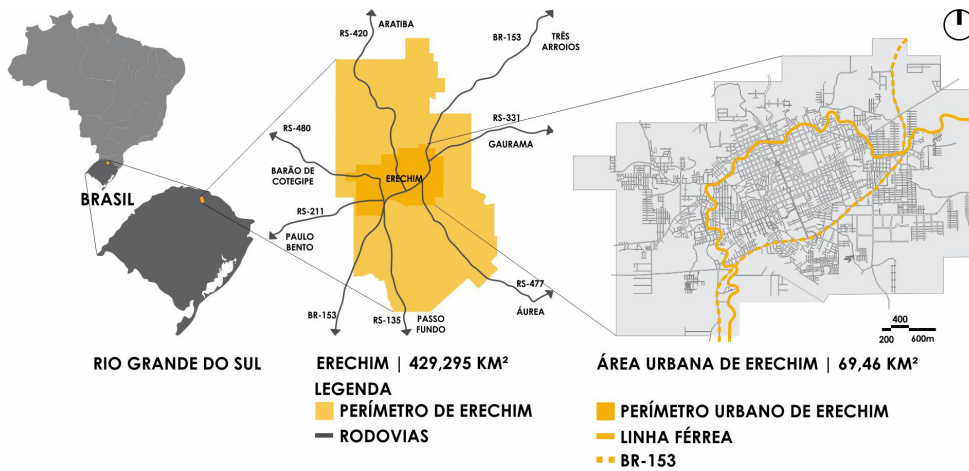 BRASIL
RIO GRANDE DO SUL
ARATIBA
RS-420
BR-153
TRÊS
ARROIOS
RS-480
RS-331
GAURAMA
BARÃO DE
COTEGIPE
ERECHIM
RS-211
PAULO
BENTO
RS-477
ÁUREA
BR-153
RS-135
PASSO
FUNDO
ERECHIM | 429,295 KM²
LEGENDA
PERÍMETRO DE ERECHIM
RODOVIAS
400
200
600m
ÁREA URBANA DE ERECHIM | 69,46 KM²
PERÍMETRO URBANO DE ERECHIM
LINHA FÉRREA
BR-153